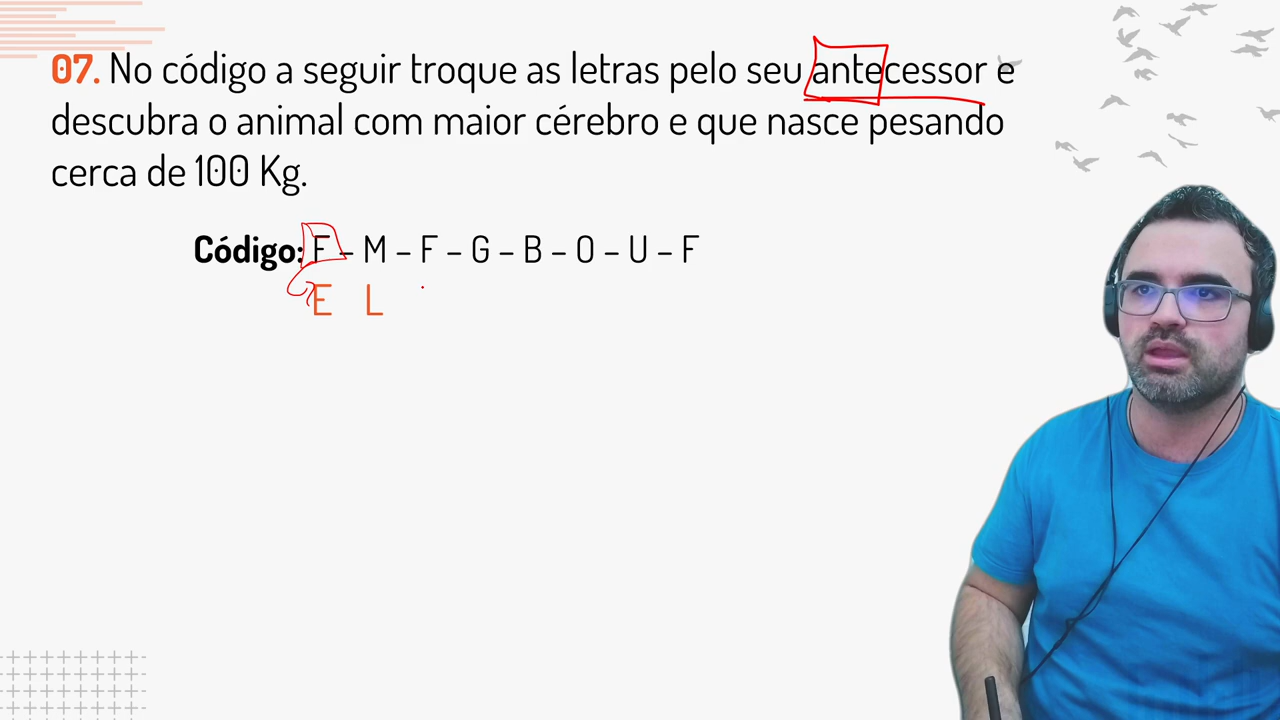 07. No código a seguir troque as letras pelo seu antecessor e
descubra o animal com maior cérebro e que nasce pesando
cerca de 100 Kg.
Código: F – M – F – G – B – O – U – F
E L